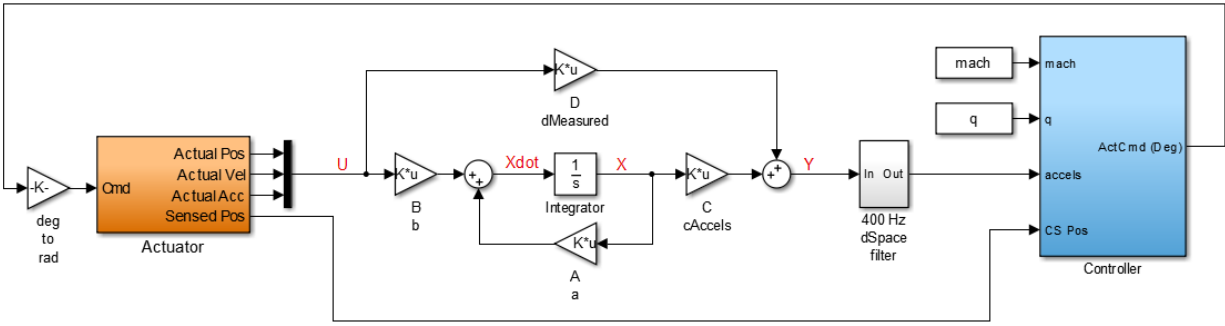 K*u
D
dMeasured
mach
mach
q
q
ActCmd (Deg)
accels
CS Pos
Controller
Actual Pos
Actual Vel
Actual Acc
Sensed Pos
Cmd
Actuator
-K-
deg
to
rad
U
K*u
B
b
+
+
Xdot
1
s
Integrator
X
K*u
A
a
K*u
C
cAccels
+
+
Y
In Out
400 Hz
dSpace
filter